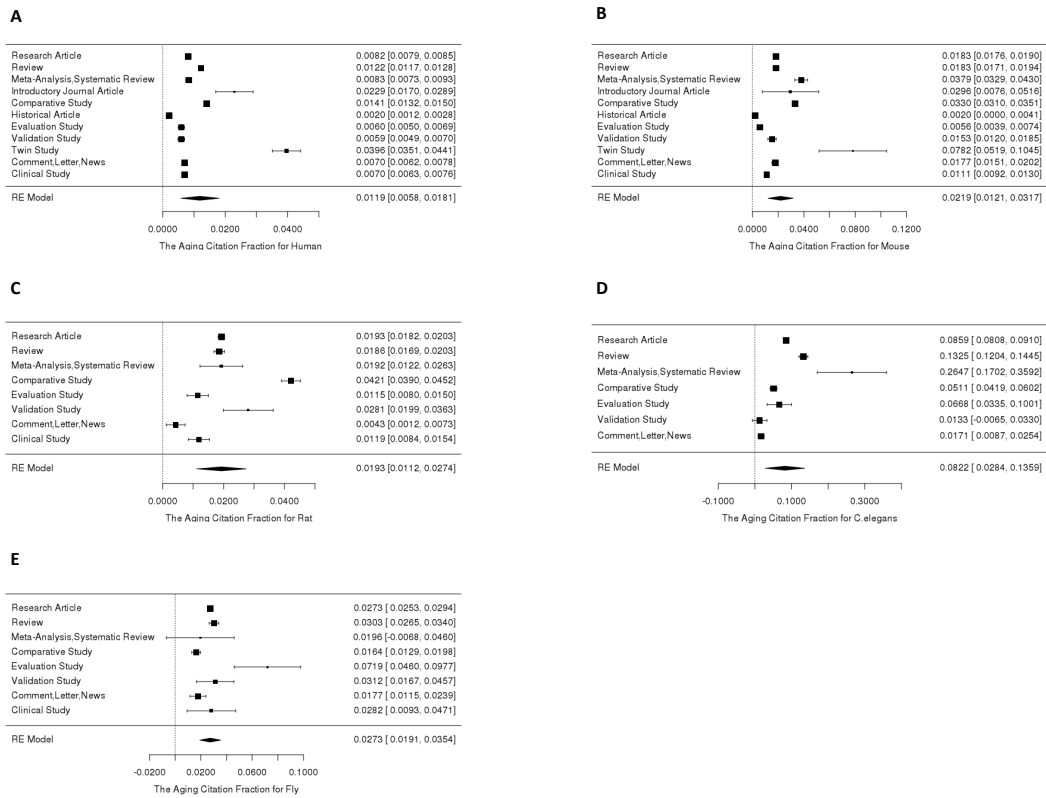 A
Research Article 0.0082 [0.0079, 0.0085]
Review 0.0122 [0.0117, 0.0128]
Meta-Analysis,Systematic Review 0.0083 [0.0073, 0.0093]
Introductory Journal Article 0.0229 [0.0170, 0.0289]
Comparative Study 0.0141 [0.0132, 0.0150]
Historical Article 0.0020 [0.0012, 0.0028]
Evaluation Study 0.0060 [0.0050, 0.0069]
Validation Study 0.0059 [0.0049, 0.0070]
Twin Study 0.0396 [0.0351, 0.0441]
Comment,Letter,News 0.0070 [0.0062, 0.0078]
Clinical Study 0.0070 [0.0063, 0.0076]
RE Model 0.0119 [0.0058, 0.0181]
0.0000 0.0200 0.0400
The Aging Citation Fraction for Human
B
Research Article 0.0183 [0.0176, 0.0190]
Review 0.0183 [0.0171, 0.0194]
Meta-Analysis,Systematic Review 0.0379 [0.0329, 0.0430]
Introductory Journal Article 0.0296 [0.0076, 0.0516]
Comparative Study 0.0330 [0.0310, 0.0351]
Historical Article 0.0020 [0.0000, 0.0041]
Evaluation Study 0.0056 [0.0039, 0.0074]
Validation Study 0.0153 [0.0120, 0.0185]
Twin Study 0.0782 [0.0519, 0.1045]
Comment,Letter,News 0.0177 [0.0151, 0.0202]
Clinical Study 0.0111 [0.0092, 0.0130]
RE Model 0.0219 [0.0121, 0.0317]
0.0000 0.0400 0.0800 0.1200
The Aging Citation Fraction for Mouse
C
Research Article 0.0193 [0.0182, 0.0203]
Review 0.0186 [0.0169, 0.0203]
Meta-Analysis,Systematic Review 0.0192 [0.0122, 0.0263]
Comparative Study 0.0421 [0.0390, 0.0452]
Evaluation Study 0.0115 [0.0080, 0.0150]
Validation Study 0.0281 [0.0199, 0.0363]
Comment,Letter,News 0.0043 [0.0012, 0.0073]
Clinical Study 0.0119 [0.0084, 0.0154]
RE Model 0.0193 [0.0112, 0.0274]
0.0000 0.0200 0.0400
The Aging Citation Fraction for Rat
D
Research Article 0.0859 [ 0.0808, 0.0910]
Review 0.1325 [ 0.1204, 0.1445]
Meta-Analysis,Systematic Review 0.2647 [ 0.1702, 0.3592]
Comparative Study 0.0511 [ 0.0419, 0.0602]
Evaluation Study 0.0668 [ 0.0335, 0.1001]
Validation Study 0.0133 [-0.0065, 0.0330]
Comment,Letter,News 0.0171 [ 0.0087, 0.0254]
RE Model 0.0822 [ 0.0284, 0.1359]
-0.1000 0.1000 0.3000
The Aging Citation Fraction for C.elegans
E
Research Article 0.0273 [ 0.0253, 0.0294]
Review 0.0303 [ 0.0265, 0.0340]
Meta-Analysis,Systematic Review 0.0196 [-0.0068, 0.0460]
Comparative Study 0.0164 [ 0.0129, 0.0198]
Evaluation Study 0.0719 [ 0.0460, 0.0977]
Validation Study 0.0312 [ 0.0167, 0.0457]
Comment,Letter,News 0.0177 [ 0.0115, 0.0239]
Clinical Study 0.0282 [ 0.0093, 0.0471]
RE Model 0.0273 [ 0.0191, 0.0354]
-0.0200 0.0200 0.0600 0.1000
The Aging Citation Fraction for Fly